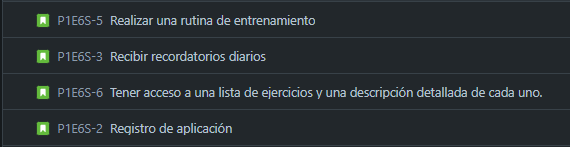 P1E6S-5 Realizar una rutina de entrenamiento
P1E6S-3 Recibir recordatorios diarios
P1E6S-6 Tener acceso a una lista de ejercicios y una descripción detallada de cada uno.
P1E6S-2 Registro de aplicación